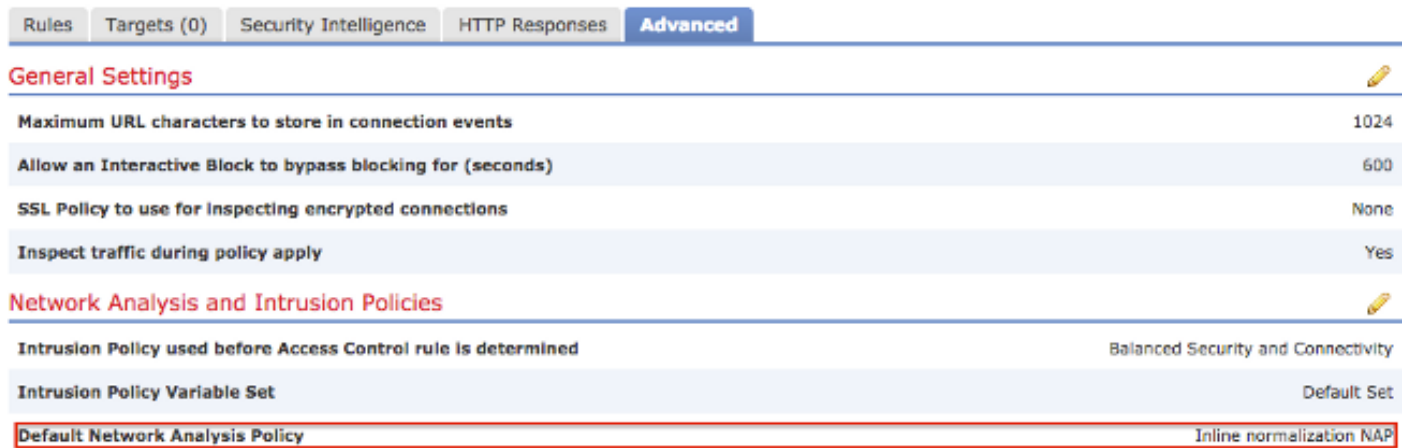 Rules Targets (0) Security Intelligence HTTP Responses Advanced
General Settings
Maximum URL characters to store in connection events 1024
Allow an Interactive Block to bypass blocking for (seconds) 600
SSL Policy to use for inspecting encrypted connections None
Inspect traffic during policy apply Yes
Network Analysis and Intrusion Policies
Intrusion Policy used before Access Control rule is determined Balanced Security and Connectivity
Intrusion Policy Variable Set Default Set
Default Network Analysis Policy Inline normalization NAP